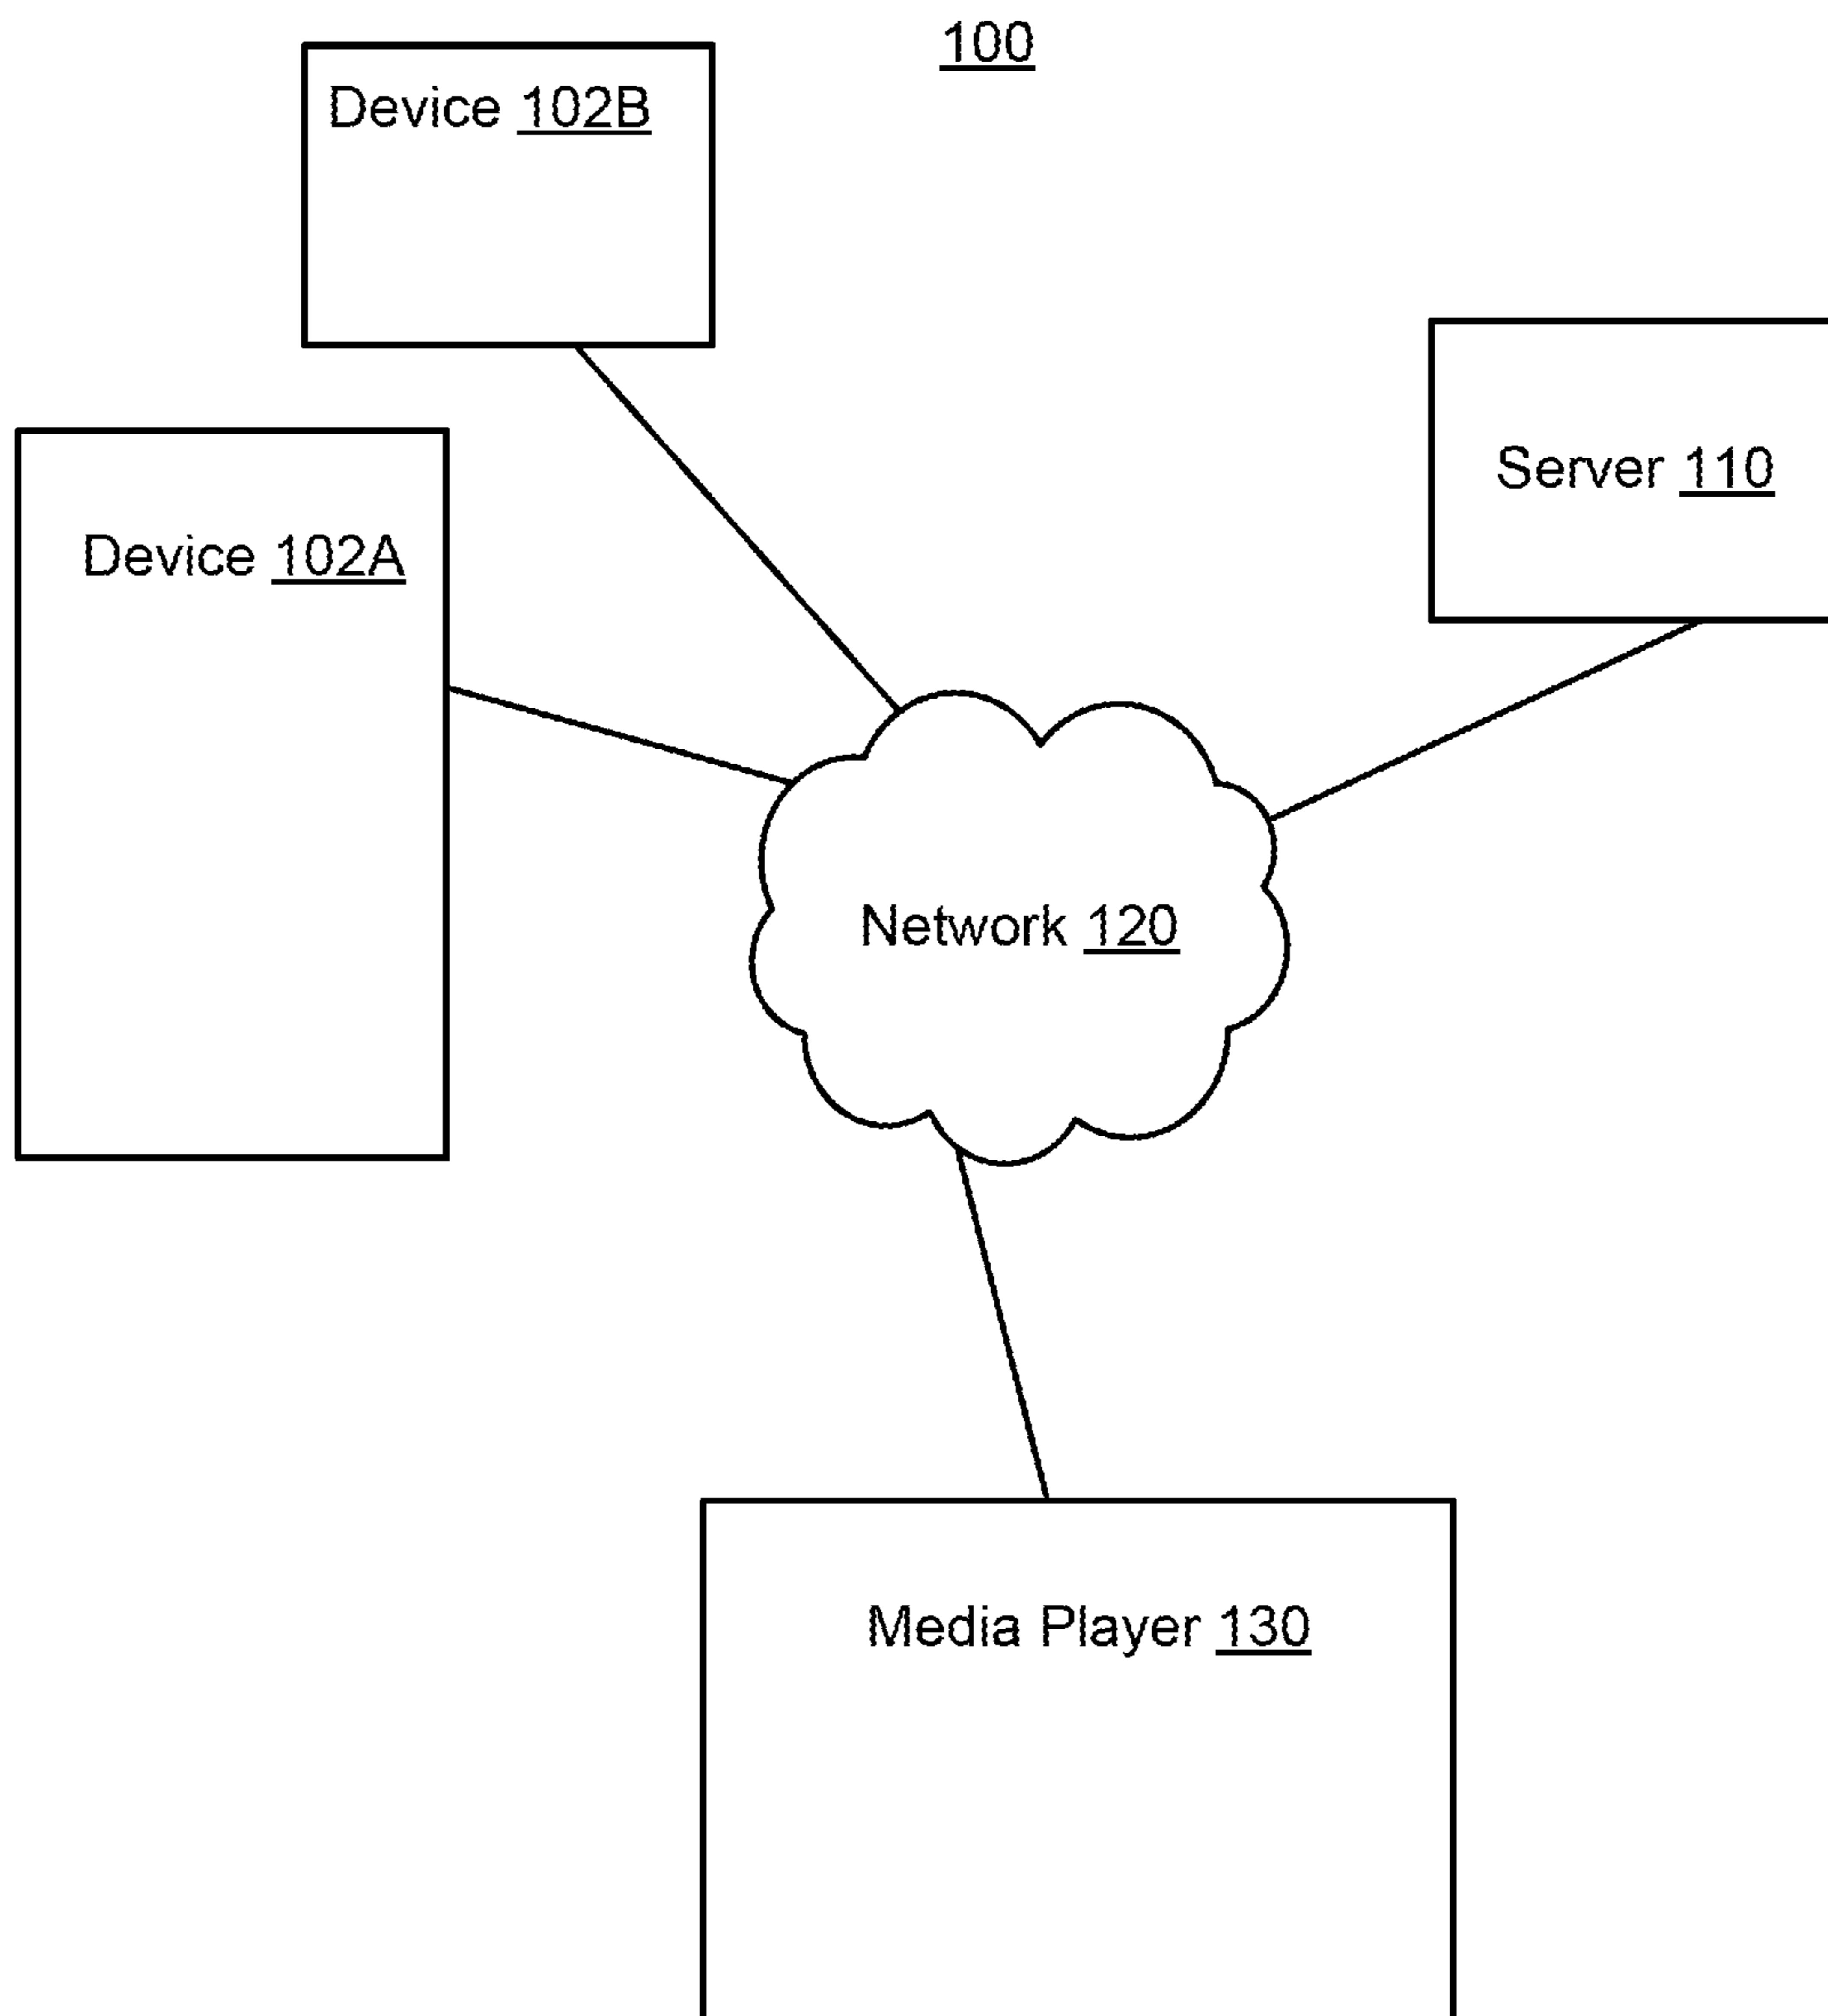 100
Device 102B
Server 110
Device 102A
Network 120
Media Player 130